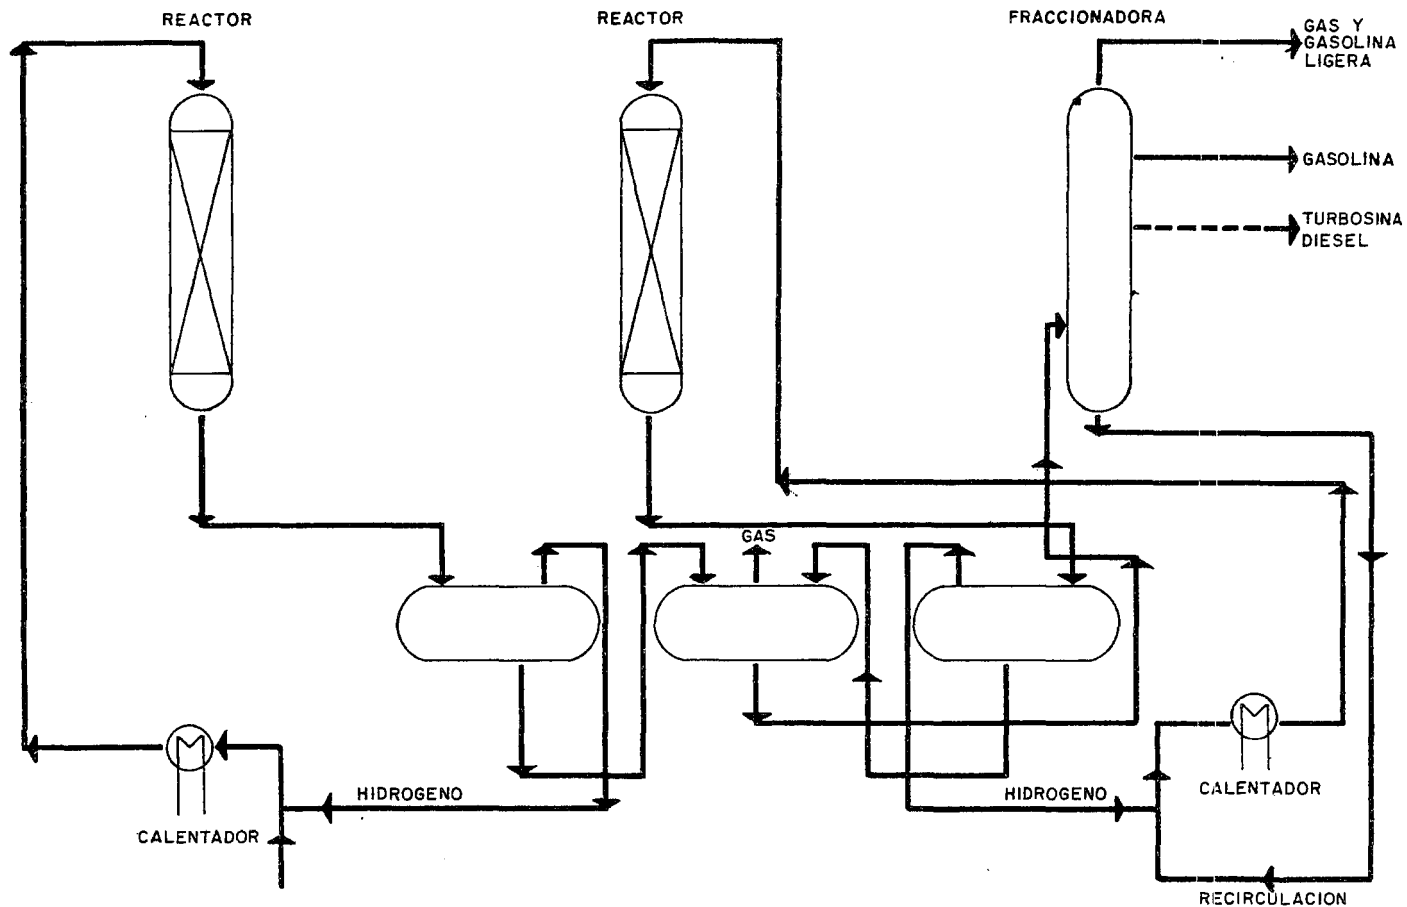 REACTOR
REACTOR
FRACCIONADORA
GAS Y
GASOLINA
LIGERA
GASOLINA
TURBOSINA
DIESEL
GAS
HIDROGENO
HIDROGENO
CALENTADOR
CALENTADOR
RECIRCULACION